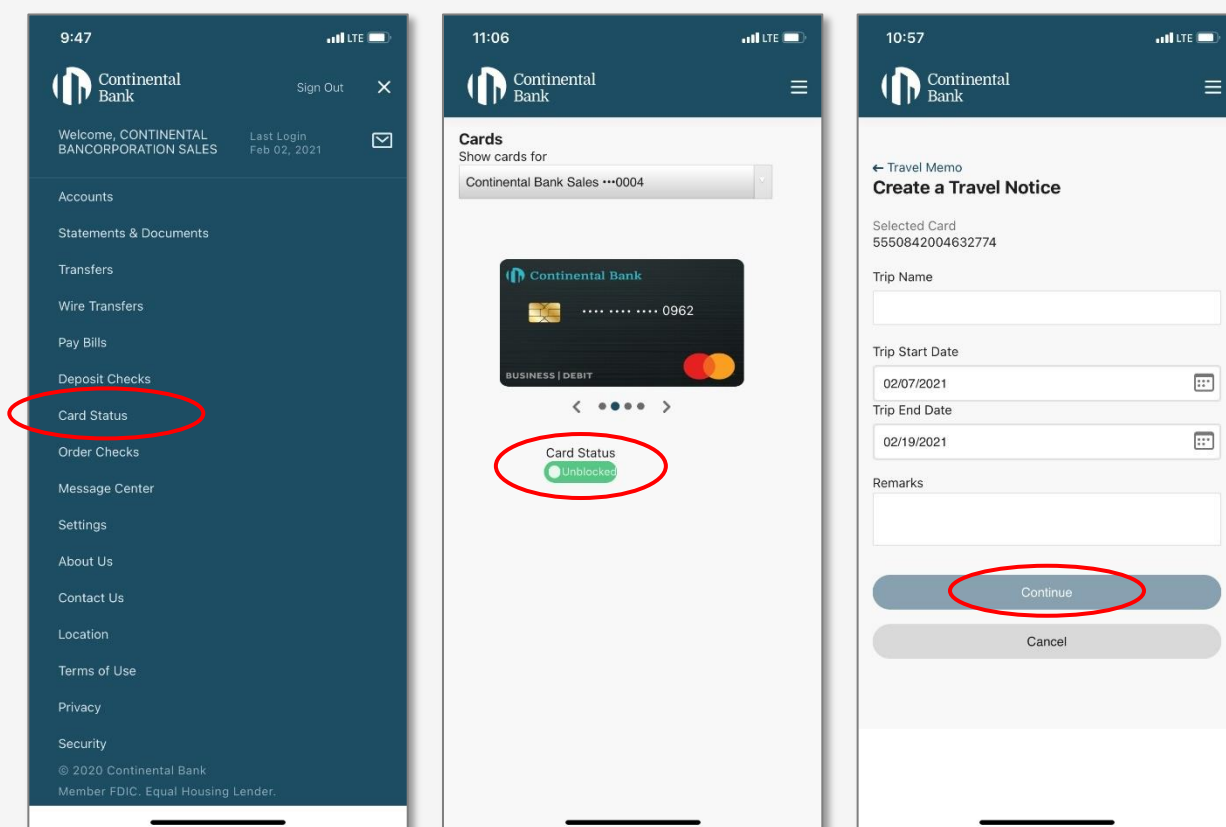 9:47
LTE
Continental
Bank
Sign Out
Welcome, CONTINENTAL
BANCORPORATION SALES
Last Login
Feb 02, 2021
Accounts
Statements & Documents
Transfers
Wire Transfers
Pay Bills
Deposit Checks
Card Status
Order Checks
Message Center
Settings
About Us
Contact Us
Location
Terms of Use
Privacy
Security
© 2020 Continental Bank
Member FDIC. Equal Housing Lender.
11:06
LTE
Continental
Bank
Cards
Show cards for
Continental Bank Sales •••0004
Continental Bank
•••• •••• •••• 0962
BUSINESS | DEBIT
Card Status
Unblocked
10:57
LTE
Continental
Bank
← Travel Memo
Create a Travel Notice
Selected Card
5550842004632774
Trip Name
Trip Start Date
02/07/2021
Trip End Date
02/19/2021
Remarks
Continue
Cancel